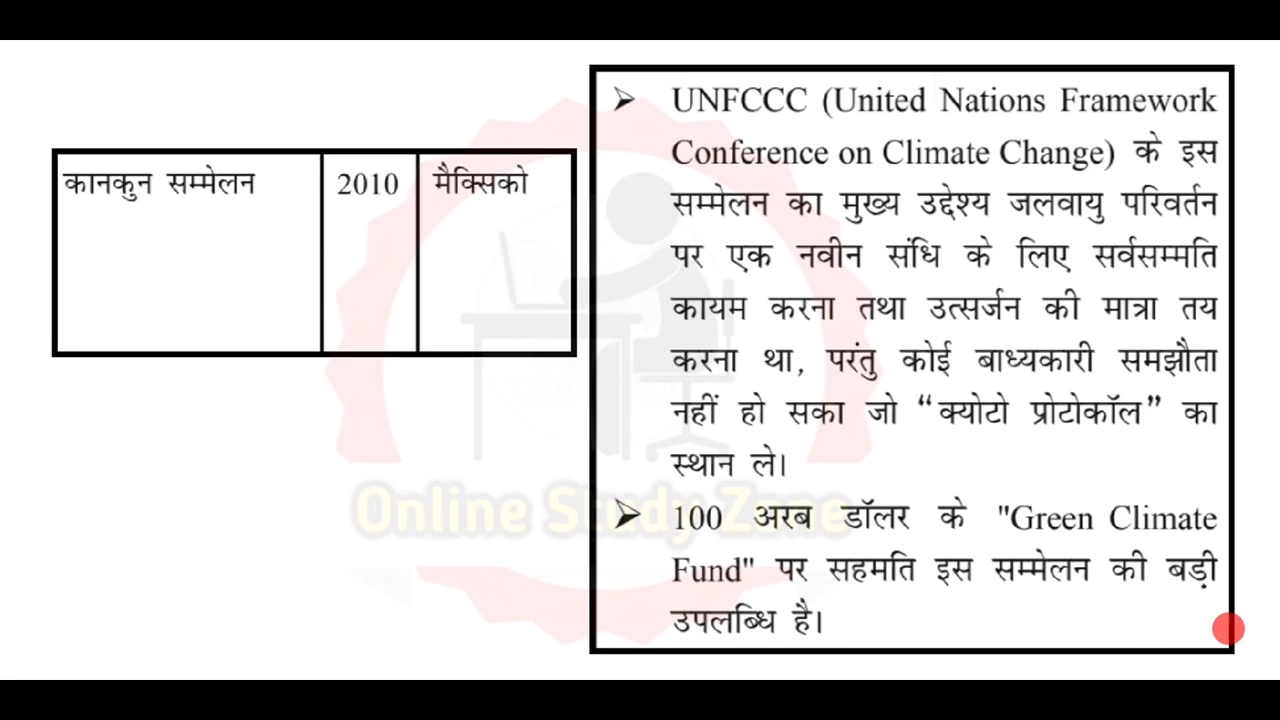 कानकुन सम्मेलन 2010 मैक्सिको
➢ UNFCCC (United Nations Framework
Conference on Climate Change) के इस
सम्मेलन का मुख्य उद्देश्य जलवायु परिवर्तन
पर एक नवीन संधि के लिए सर्वसम्मति
कायम करना तथा उत्सर्जन की मात्रा तय
करना था, परंतु कोई बाध्यकारी समझौता
नहीं हो सका जो “क्योटो प्रोटोकॉल” का
स्थान ले।
➢ 100 अरब डॉलर के "Green Climate
Fund" पर सहमति इस सम्मेलन की बड़ी
उपलब्धि है।
Online Study Zone